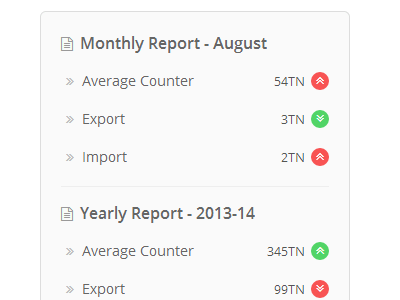 Monthly Report - August
Average Counter 54TN
Export 3TN
Import 2TN
Yearly Report - 2013-14
Average Counter 345TN
Export 99TN